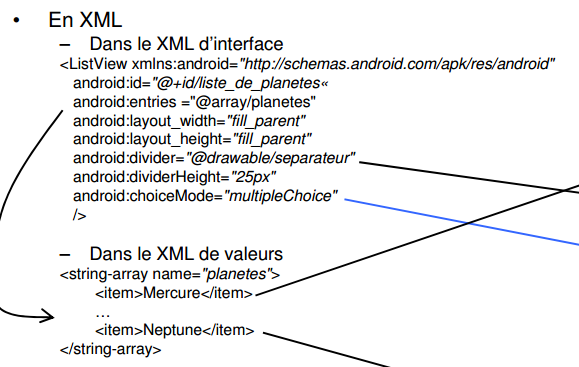 • En XML
– Dans le XML d'interface
<ListView xmlns:android="http://schemas.android.com/apk/res/android"
android:id="@+id/liste_de_planetes«
android:entries ="@array/planetes"
android:layout_width="fill_parent"
android:layout_height="fill_parent"
android:divider="@drawable/separateur"
android:dividerHeight="25px"
android:choiceMode="multipleChoice"
/>
– Dans le XML de valeurs
<string-array name="planetes">
<item>Mercure</item>
…
<item>Neptune</item>
</string-array>